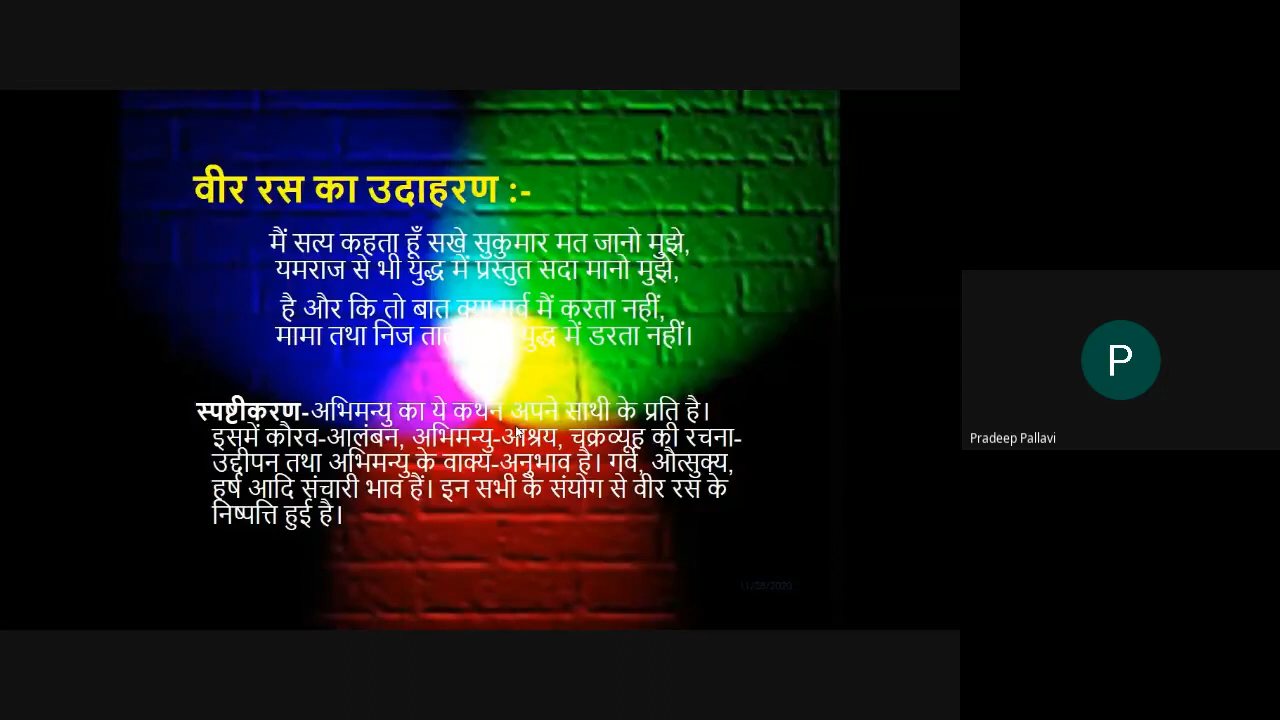 वीर रस का उदाहरण :-
मैं सत्य कहता हूँ सखे सुकुमार मत जानो मुझे,
यमराज से भी युद्ध में प्रस्तुत सदा मानो मुझे,
है और कि तो बात क्या गर्व मैं करता नहीं,
मामा तथा निज तात युद्ध में डरता नहीं।
स्पष्टीकरण-अभिमन्यु का ये कथन अपने साथी के प्रति है।
इसमें कौरव-आलंबन, अभिमन्यु-आश्रय, चक्रव्यूह की रचना-
उद्दीपन तथा अभिमन्यु के वाक्य-अनुभाव है। गर्व, औत्सुक्य,
हर्ष आदि संचारी भाव हैं। इन सभी के संयोग से वीर रस के
निष्पत्ति हुई है।
P
Pradeep Pallavi